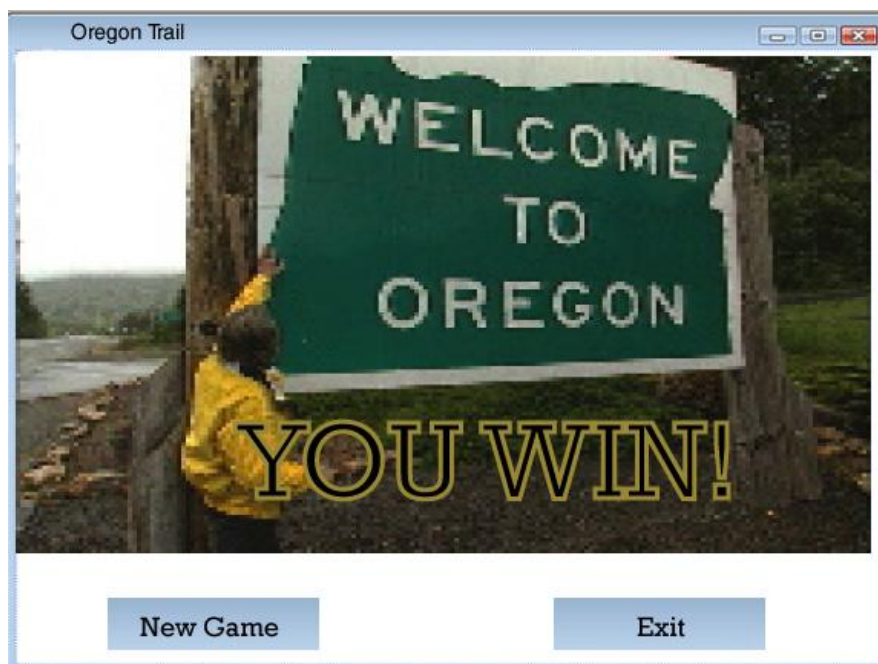 Oregon Trail
WELCOME
TO
OREGON
YOU WIN!
New Game
Exit